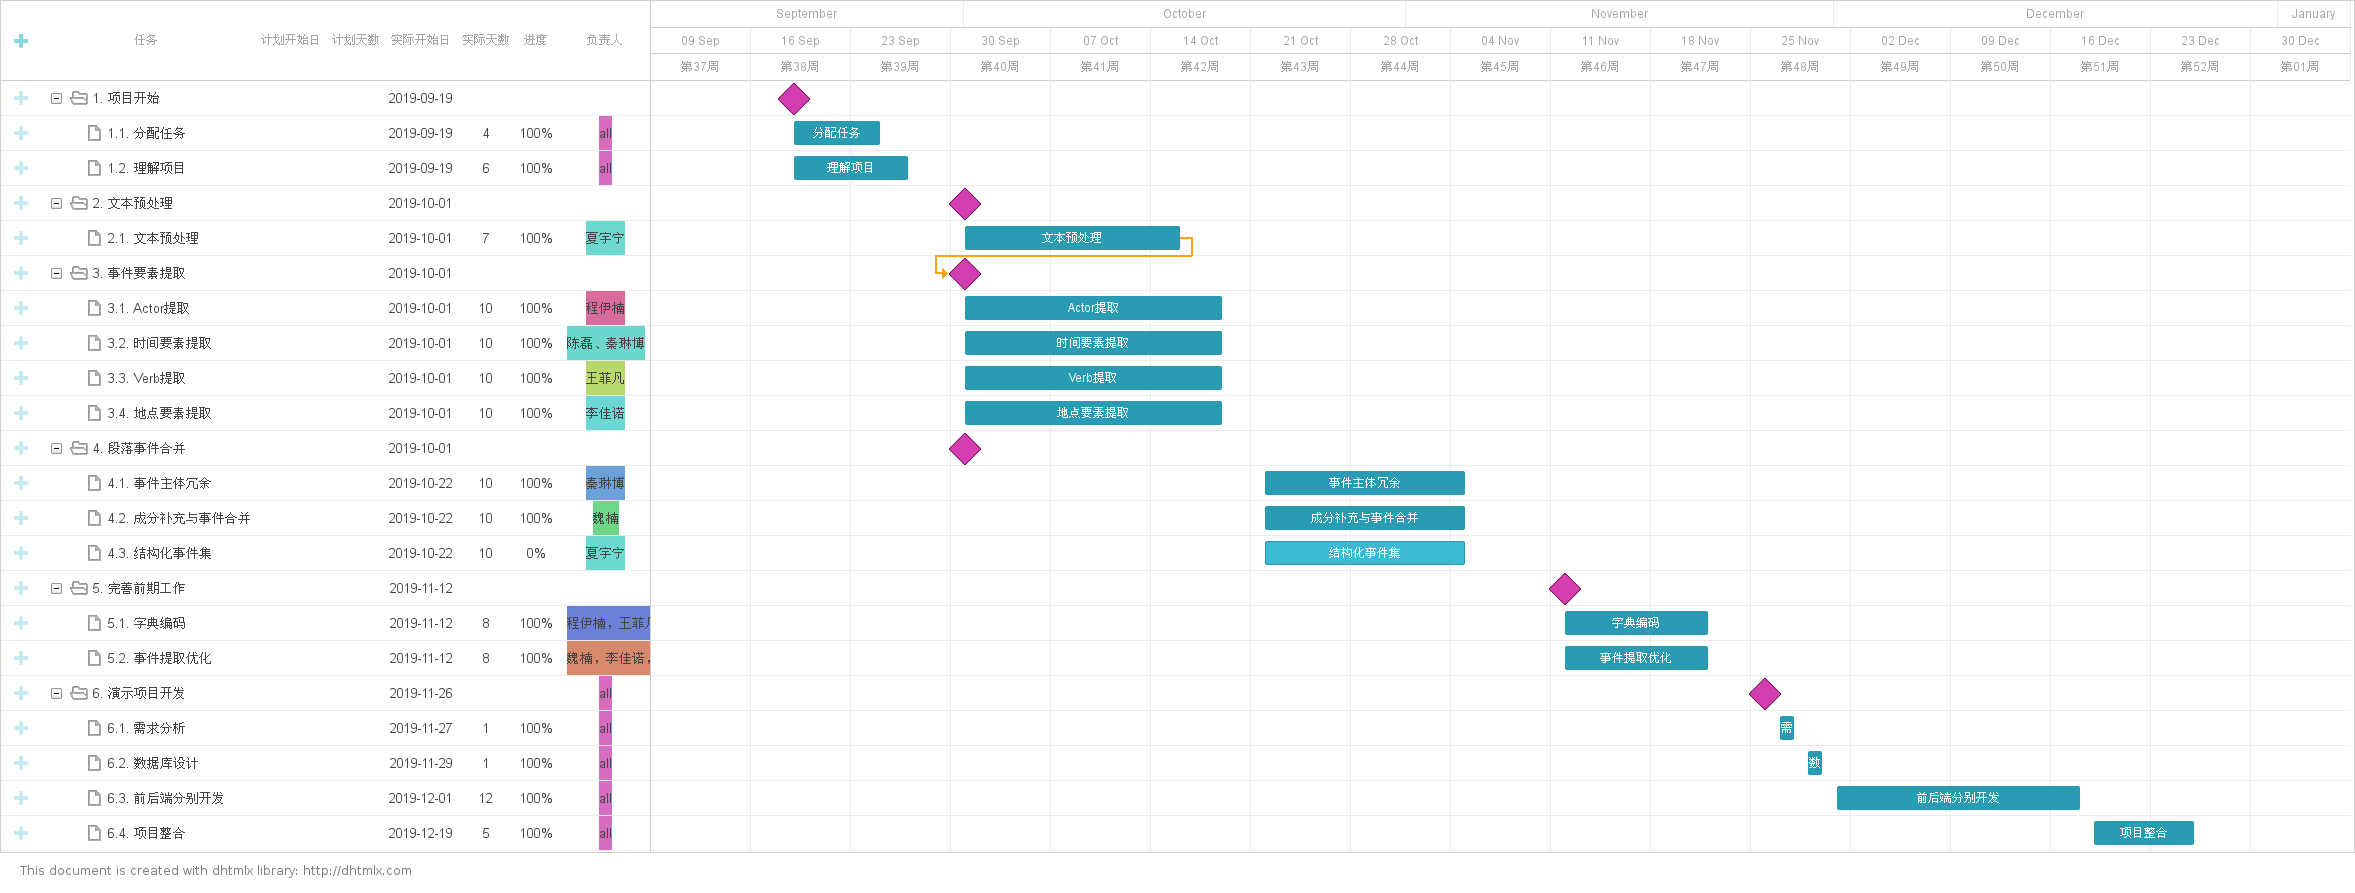 September October November December January
任务 计划开始日 计划天数 实际开始日 实际天数 进度 负责人
09 Sep 16 Sep 23 Sep 30 Sep 07 Oct 14 Oct 21 Oct 28 Oct 04 Nov 11 Nov 18 Nov 25 Nov 02 Dec 09 Dec 16 Dec 23 Dec 30 Dec
第37周 第38周 第39周 第40周 第41周 第42周 第43周 第44周 第45周 第46周 第47周 第48周 第49周 第50周 第51周 第52周 第01周
1. 项目开始 2019-09-19
1.1. 分配任务 2019-09-19 4 100% all 分配任务
1.2. 理解项目 2019-09-19 6 100% all 理解项目
2. 文本预处理 2019-10-01
2.1. 文本预处理 2019-10-01 7 100% 夏宇宁 文本预处理
3. 事件要素提取 2019-10-01
3.1. Actor提取 2019-10-01 10 100% 程伊楠 Actor提取
3.2. 时间要素提取 2019-10-01 10 100% 陈磊、秦琳博 时间要素提取
3.3. Verb提取 2019-10-01 10 100% 王菲凡 Verb提取
3.4. 地点要素提取 2019-10-01 10 100% 李佳诺 地点要素提取
4. 段落事件合并 2019-10-01
4.1. 事件主体冗余 2019-10-22 10 100% 秦琳博 事件主体冗余
4.2. 成分补充与事件合并 2019-10-22 10 100% 魏楠 成分补充与事件合并
4.3. 结构化事件集 2019-10-22 10 0% 夏宇宁 结构化事件集
5. 完善前期工作 2019-11-12
5.1. 字典编码 2019-11-12 8 100% 程伊楠，王菲 字典编码
5.2. 事件提取优化 2019-11-12 8 100% 魏楠，李佳诺， 事件提取优化
6. 演示项目开发 2019-11-26 all
6.1. 需求分析 2019-11-27 1 100% all 需
6.2. 数据库设计 2019-11-29 1 100% all 数
6.3. 前后端分别开发 2019-12-01 12 100% all 前后端分别开发
6.4. 项目整合 2019-12-19 5 100% all 项目整合
This document is created with dhtmlx library: http://dhtmlx.com